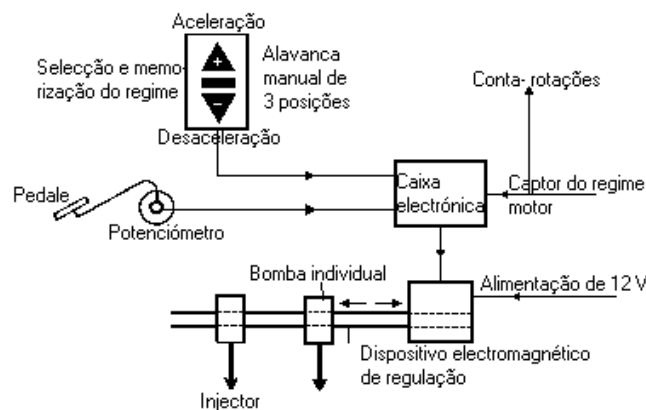 Aceleração
Selecção e memo-
rização do regime
+
-
Alavanca
manual de
3 posições
Desaceleração
Conta- rotações
Pedale
Potenciómetro
Caixa
electrónica
Captor do regime
motor
Bomba individual
Alimentação de 12 V
Dispositivo electromagnético
de regulação
Injector